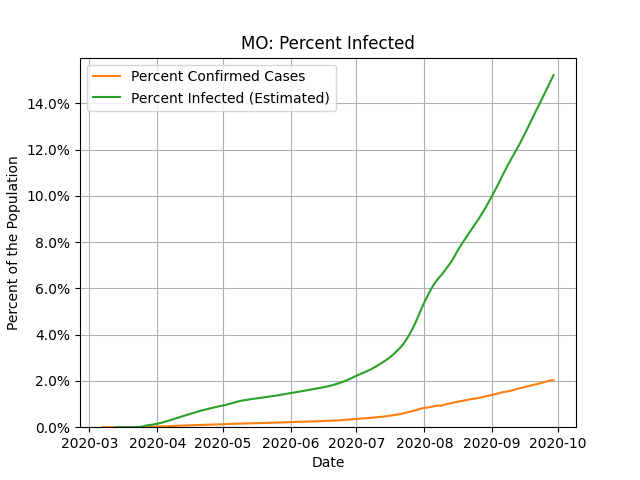 MO: Percent Infected
Percent Confirmed Cases
Percent Infected (Estimated)
Percent of the Population
14.0%
12.0%
10.0%
8.0%
6.0%
4.0%
2.0%
0.0%
2020-03 2020-04 2020-05 2020-06 2020-07 2020-08 2020-09 2020-10
Date